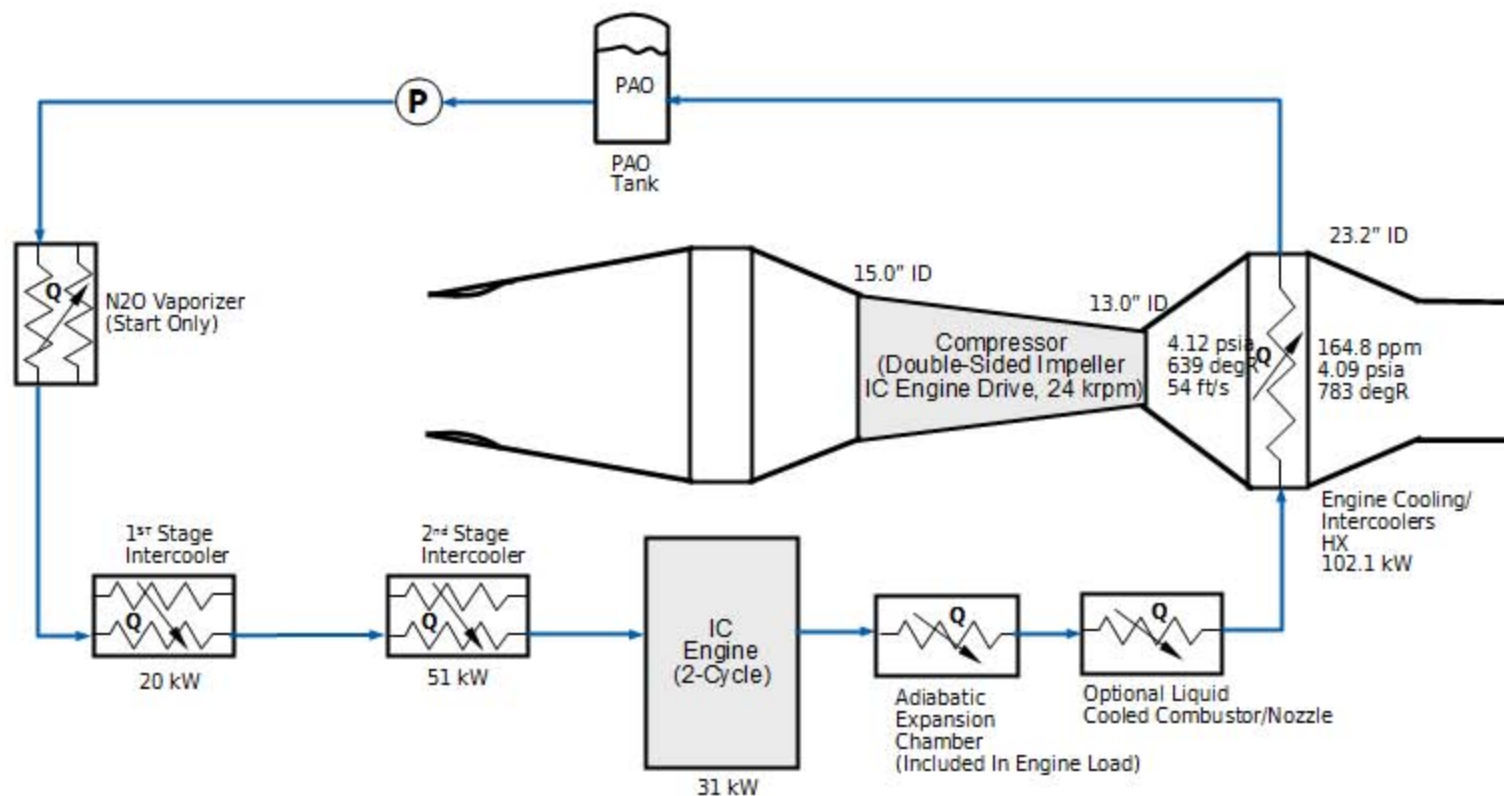 PAO
P
PAO
Tank
23.2" ID
15.0" ID
13.0" ID
Q
N2O Vaporizer
(Start Only)
Compressor
(Double-Sided Impeller
IC Engine Drive, 24 krpm)
4.12 psia
639 degR
54 ft/s
Q
164.8 ppm
4.09 psia
783 degR
Engine Cooling/
Intercoolers
HX
102.1 kW
1ST Stage
Intercooler
Q
20 kW
2nd Stage
Intercooler
Q
51 kW
IC
Engine
(2-Cycle)
31 kW
Q
Adiabatic
Expansion
Chamber
(Included In Engine Load)
Q
Optional Liquid
Cooled Combustor/Nozzle